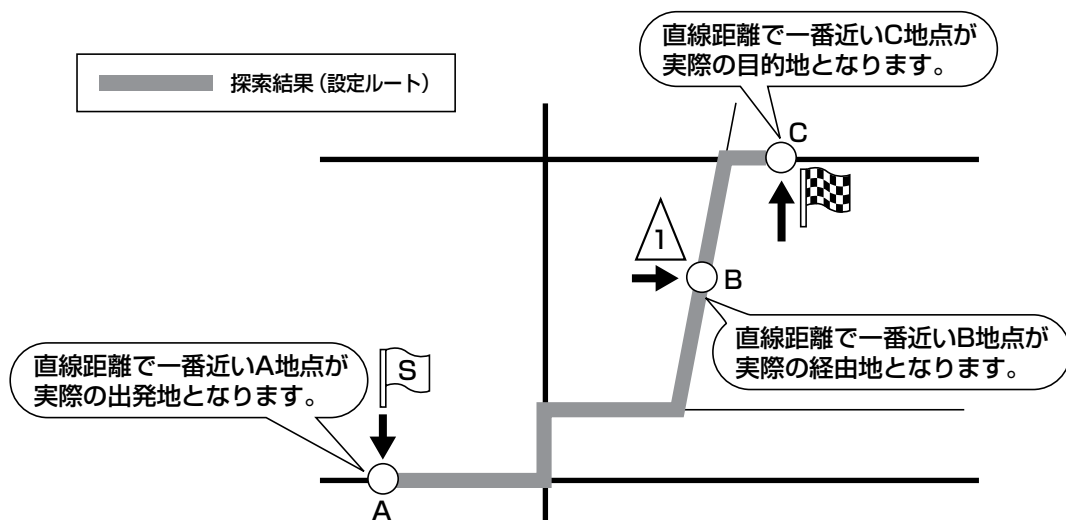 直線距離で一番近いC地点が
実際の目的地となります。
探索結果（設定ルート）
C
1
B
直線距離で一番近いB地点が
実際の経由地となります。
直線距離で一番近いA地点が
実際の出発地となります。
S
A